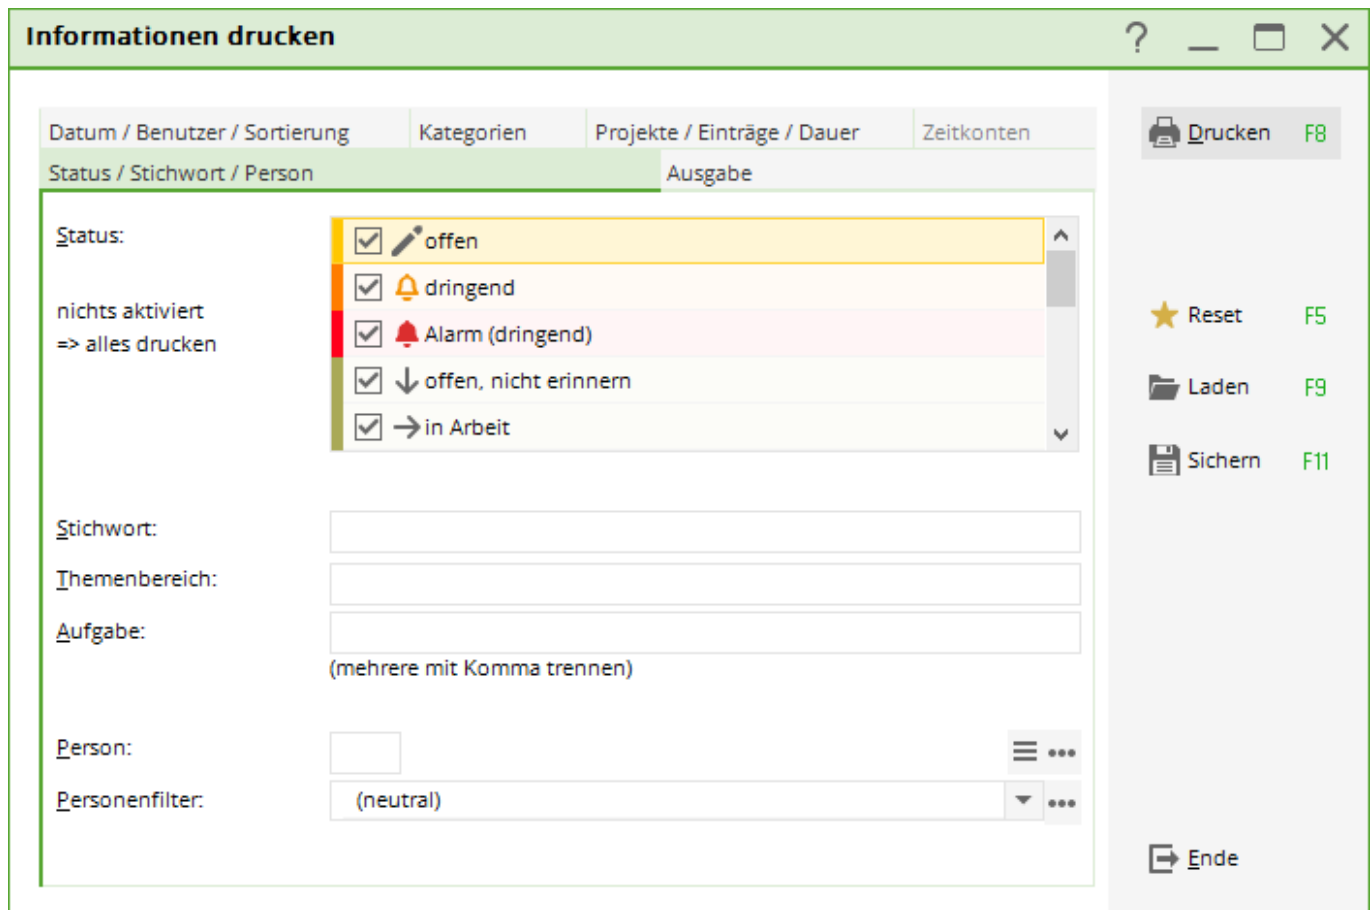 Informationen drucken
Datum / Benutzer / Sortierung Kategorien Projekte / Einträge / Dauer Zeitkonten
Status / Stichwort / Person Ausgabe
Drucken F8
Status:
offen
dringend
nichts aktiviert
=> alles drucken
Alarm (dringend)
offen, nicht erinnern
in Arbeit
Reset F5
Laden F9
Sichern F11
Stichwort:
Themenbereich:
Aufgabe:
(mehrere mit Komma trennen)
Person:
Personenfilter: (neutral)
Ende